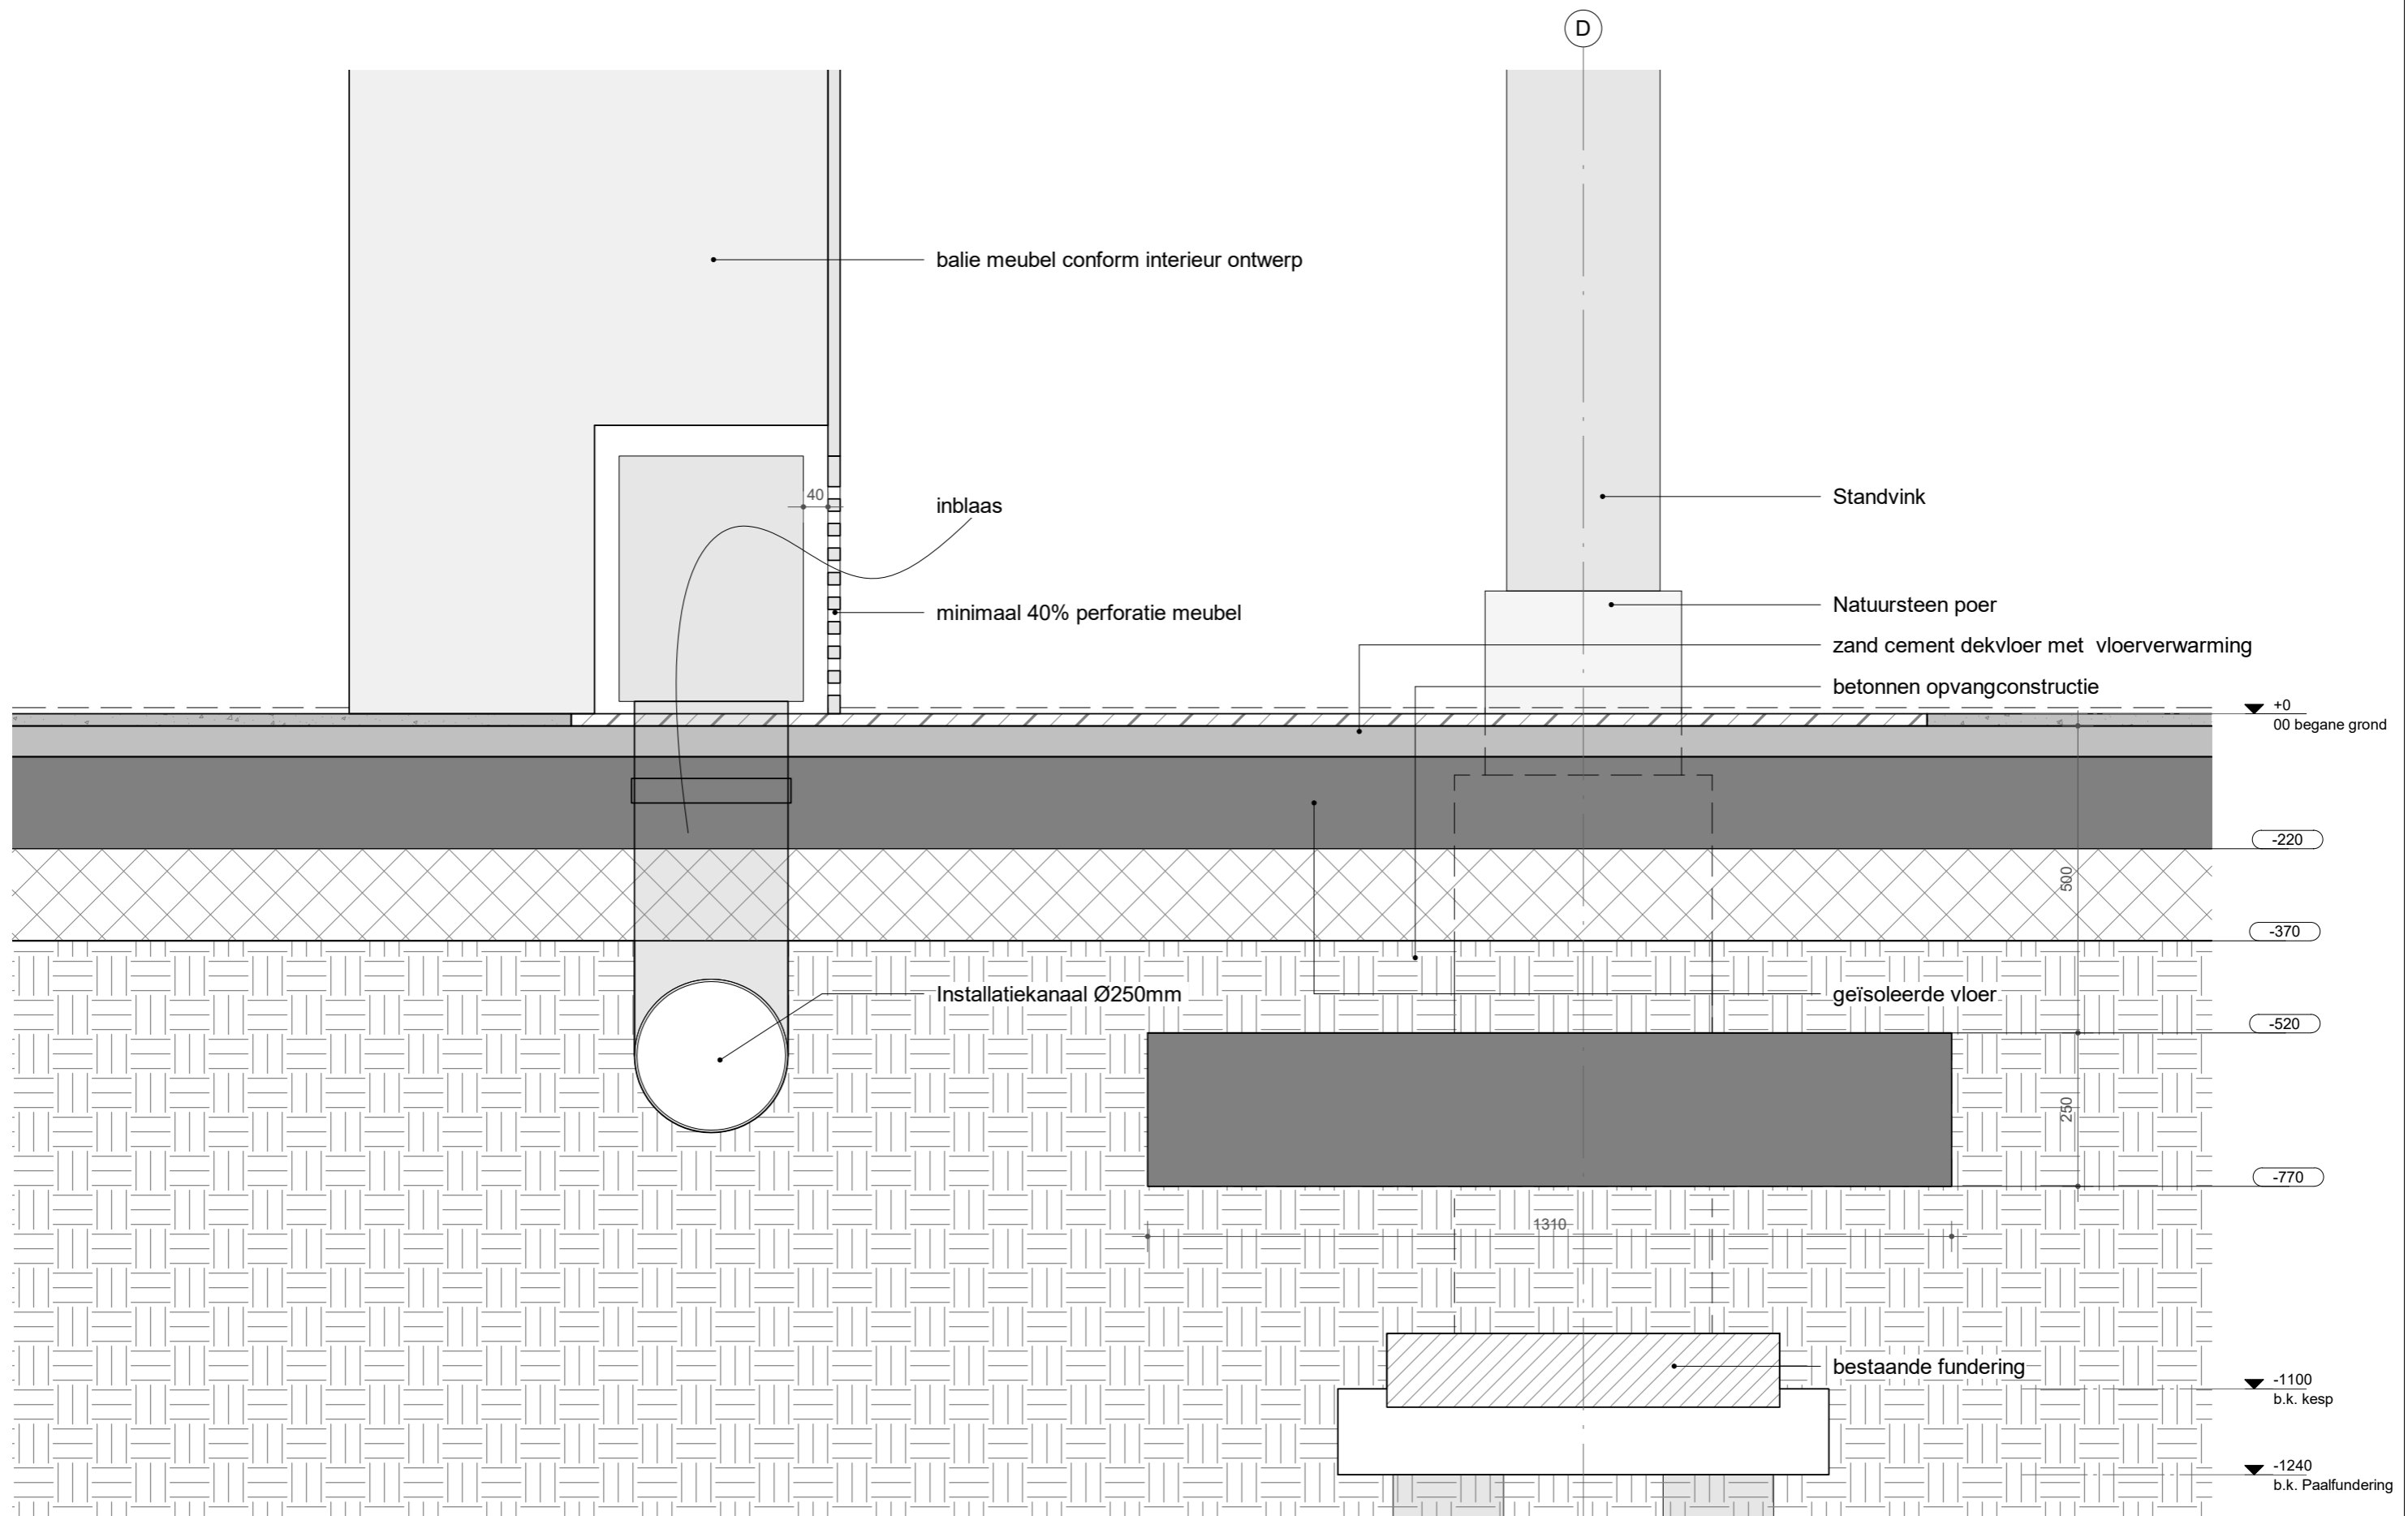 D
balie meubel conform interieur ontwerp
40
inblaas
Standvink
minimaal 40% perforatie meubel
Natuursteen poer
zand cement dekvloer met vloerverwarming
betonnen opvangconstructie
+0
00 begane grond
-220
500
-370
Installatiekanaal Ø250mm
geïsoleerde vloer
-520
250
-770
1310
bestaande fundering
-1100
b.k. kesp
-1240
b.k. Paalfundering